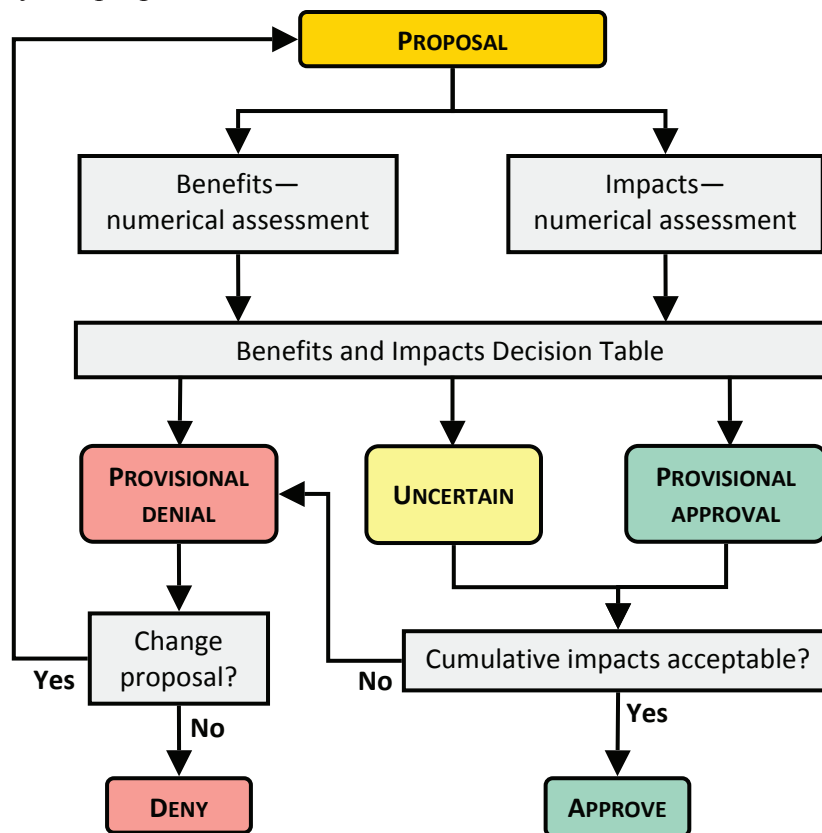 PROPOSAL
Benefits—
numerical assessment
Impacts—
numerical assessment
Benefits and Impacts Decision Table
PROVISIONAL
DENIAL
UNCERTAIN
PROVISIONAL
APPROVAL
Change
proposal?
Cumulative impacts acceptable?
Yes
No
No
Yes
DENY
APPROVE